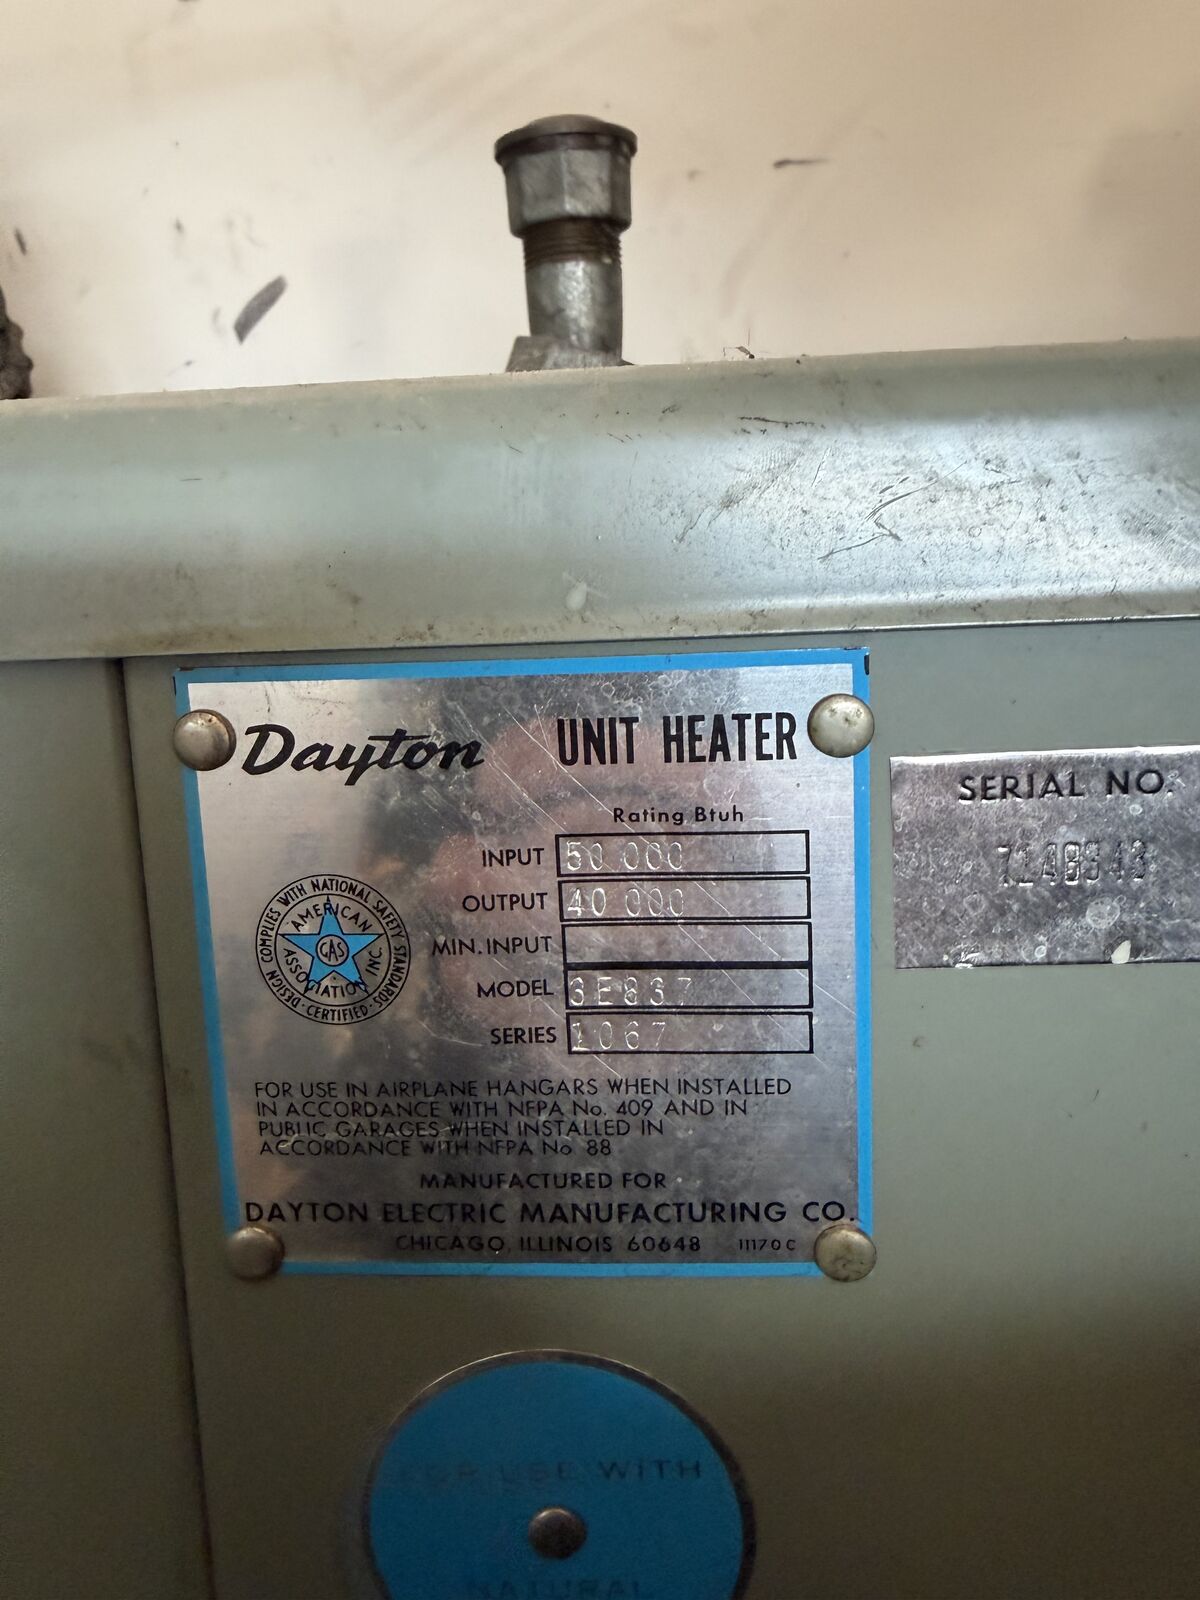 Dayton UNIT HEATER
Rating Btuh
INPUT 50 000
OUTPUT 40 000
MIN. INPUT
MODEL 3E837
SERIES 1067
DESIGN COMPLIES WITH NATIONAL SAFETY STANDARDS
CERTIFIED
AMERICAN
GAS
ASSOCIATION INC.
FOR USE IN AIRPLANE HANGARS WHEN INSTALLED
IN ACCORDANCE WITH NFPA No. 409 AND IN
PUBLIC GARAGES WHEN INSTALLED IN
ACCORDANCE WITH NFPA No 88
MANUFACTURED FOR
DAYTON ELECTRIC MANUFACTURING CO.
CHICAGO, ILLINOIS 60648 11170 C
SERIAL NO.
FOR USE WITH
NATURAL